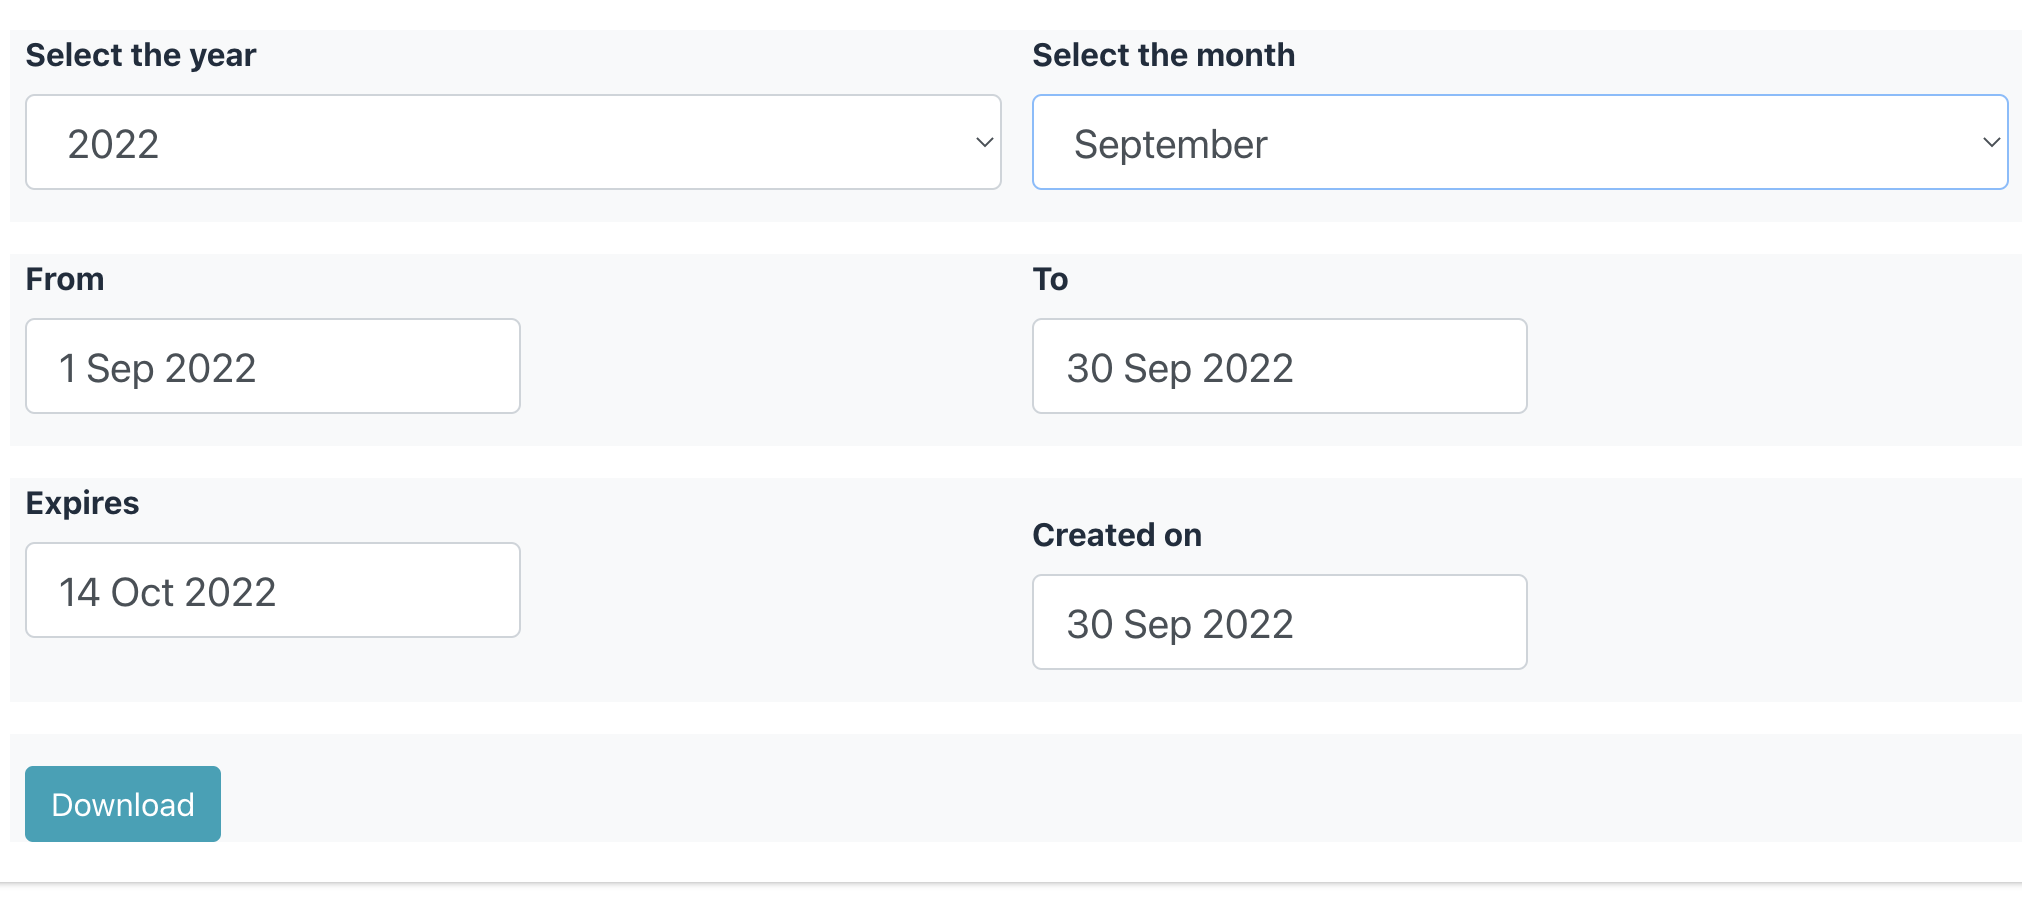 Select the year
Select the month
2022
September
From
To
1 Sep 2022
30 Sep 2022
Expires
Created on
14 Oct 2022
30 Sep 2022
Download